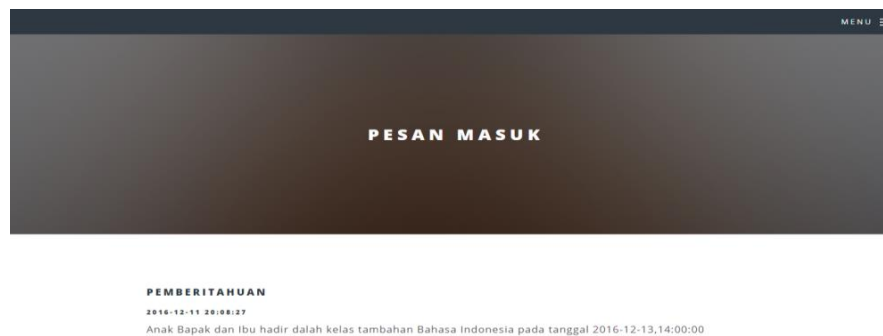 MENU
PESAN MASUK
PEMBERITAHUAN
2016-12-11 20:08:27
Anak Bapak dan Ibu hadir dalah kelas tambahan Bahasa Indonesia pada tanggal 2016-12-13,14:00:00